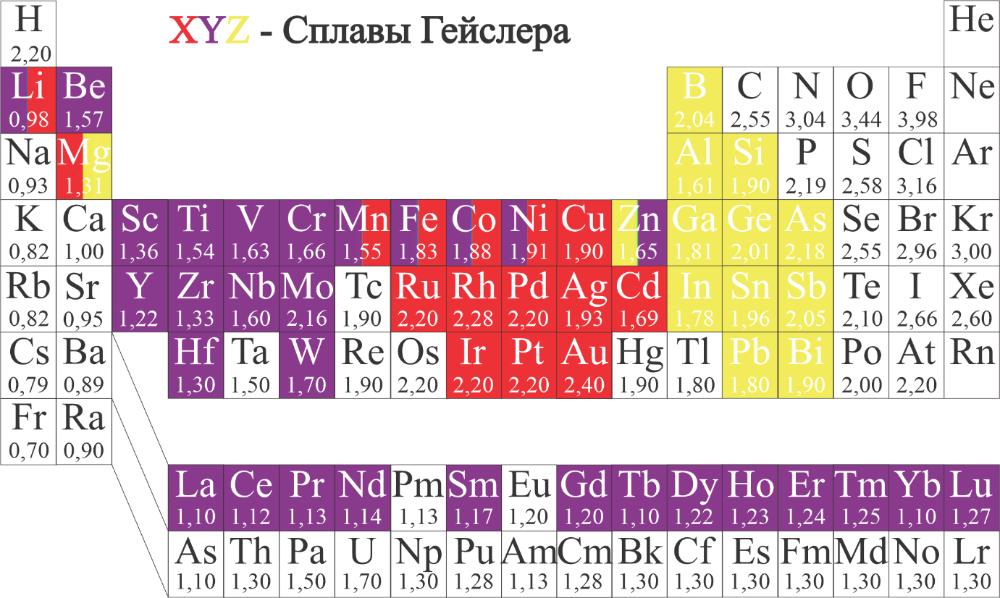 H He
XYZ - Сплавы Гейслера
2,20
Li Be B C N O F Ne
0,98 1,57 2,04 2,55 3,04 3,44 3,98
Na Mg Al Si P S Cl Ar
0,93 1,31 1,61 1,90 2,19 2,58 3,16
K Ca Sc Ti V Cr Mn Fe Co Ni Cu Zn Ga Ge As Se Br Kr
0,82 1,00 1,36 1,54 1,63 1,66 1,55 1,83 1,88 1,91 1,90 1,65 1,81 2,01 2,18 2,55 2,96 3,00
Rb Sr Y Zr Nb Mo Tc Ru Rh Pd Ag Cd In Sn Sb Te I Xe
0,82 0,95 1,22 1,33 1,60 2,16 1,90 2,20 2,28 2,20 1,93 1,69 1,78 1,96 2,05 2,10 2,66 2,60
Cs Ba Hf Ta W Re Os Ir Pt Au Hg Tl Pb Bi Po At Rn
0,79 0,89 1,30 1,50 1,70 1,90 2,20 2,20 2,20 2,40 1,90 1,80 1,80 1,90 2,00 2,20
Fr Ra
0,70 0,90
La Ce Pr Nd Pm Sm Eu Gd Tb Dy Ho Er Tm Yb Lu
1,10 1,12 1,13 1,14 1,13 1,17 1,20 1,20 1,10 1,22 1,23 1,24 1,25 1,10 1,27
As Th Pa U Np Pu Am Cm Bk Cf Es Fm Md No Lr
1,10 1,30 1,50 1,70 1,30 1,28 1,13 1,28 1,30 1,30 1,30 1,30 1,30 1,30 1,30